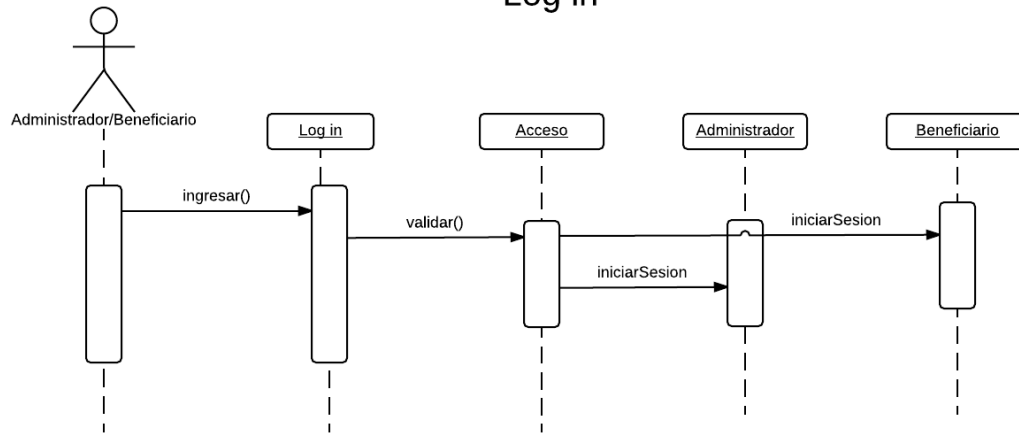 Log in
Administrador/Beneficiario
Log in
Acceso
Administrador
Beneficiario
ingresar()
validar()
iniciarSesion
iniciarSesion